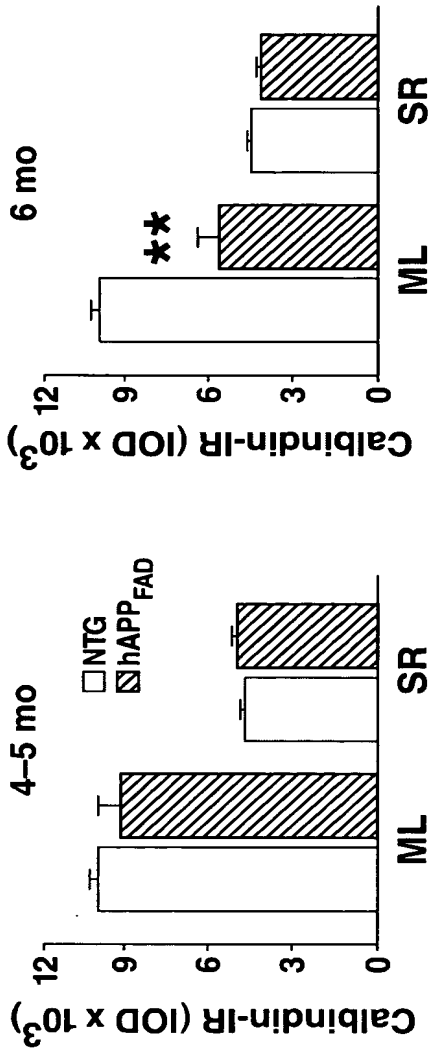 4–5 mo
Calbindin-IR (IOD x 10³)
12
9
6
3
0
NTG
hAPP_FAD
ML
SR
6 mo
Calbindin-IR (IOD x 10³)
12
9
6
3
0
**
ML
SR